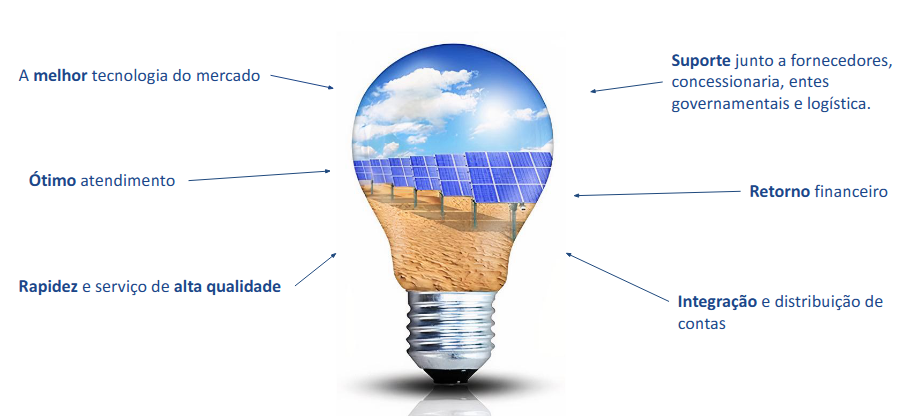 A melhor tecnologia do mercado
Ótimo atendimento
Rapidez e serviço de alta qualidade
Suporte junto a fornecedores,
concessionaria, entes
governamentais e logística.
Retorno financeiro
Integração e distribuição de
contas